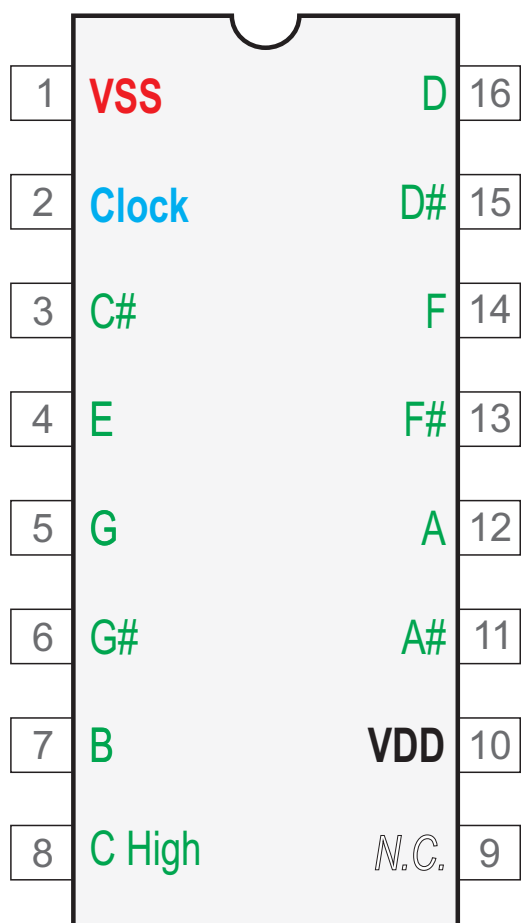 1 VSS D 16
2 Clock D# 15
3 C# F 14
4 E F# 13
5 G A 12
6 G# A# 11
7 B VDD 10
8 C High N.C. 9